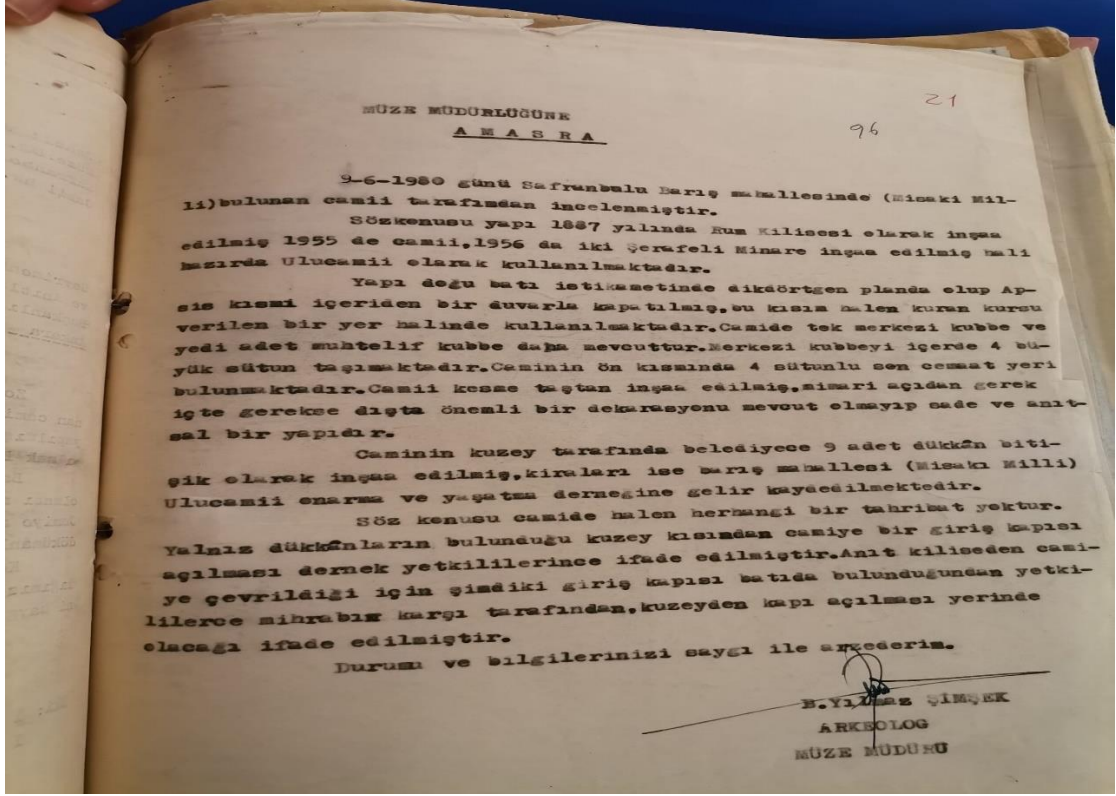 21
96
MÜZE MÜDÜRLÜĞÜNE
A M A S R A
9-6-1980 günü Safranbolu Barış mahallesinde (Misaki Mil-
li)bulunan camii tarafımdan incelenmiştir.
Sözkonusu yapı 1887 yılında Rum Kilisesi olarak inşaa
edilmiş 1955 de camii,1956 da iki Şerafeli Minare inşaa edilmiş hali
hazırda Ulucamii olarak kullanılmaktadır.
Yapı doğu batı istikametinde dikdörtgen planda olup Ap-
sis kısmı içeriden bir duvarla kapatılmış,bu kısım halen kuran kursu
verilen bir yer halinde kullanılmaktadır.Camide tek merkezi kubbe ve
yedi adet muhtelif kubbe daha mevcuttur.Merkezi kubbeyi içerde 4 bü-
yük sütun taşımaktadır.Caminin ön kısmında 4 sütunlu son cemaat yeri
bulunmaktadır.Camii kesme taştan inşaa edilmiş,mimari açıdan gerek
içte gerekse dışta önemli bir dekarasyonu mevcut olmayıp sade ve anıt-
sal bir yapıdır.
Caminin kuzey tarafında belediyece 9 adet dükkân biti-
şik olarak inşaa edilmiş,kiraları ise barış mahallesi (Misakı Milli)
Ulucamii onarma ve yaşatma derneğine gelir kaydedilmektedir.
Söz konusu camide halen herhangi bir tahribat yoktur.
Yalnız dükkânların bulunduğu kuzey kısımdan camiye bir giriş kapısı
açılması dernek yetkililerince ifade edilmiştir.Anıt kiliseden cami-
ye çevrildiği için şimdiki giriş kapısı batıda bulunduğundan yetki-
lilerce mihrabın karşı tarafından,kuzeyden kapı açılması yerinde
olacağı ifade edilmiştir.
Durumu ve bilgilerinizi saygı ile arzederim.
B.Yılmaz ŞİMŞEK
ARKEOLOG
MÜZE MÜDÜRÜ